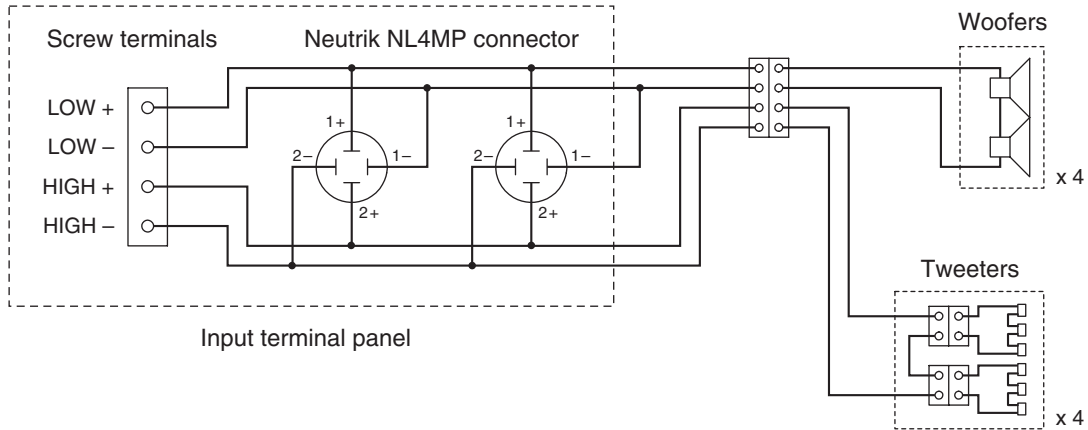 Screw terminals
Neutrik NL4MP connector
Woofers
LOW +
LOW –
HIGH +
HIGH –
1+
2–
1–
2+
1+
2–
1–
2+
x 4
Tweeters
x 4
Input terminal panel